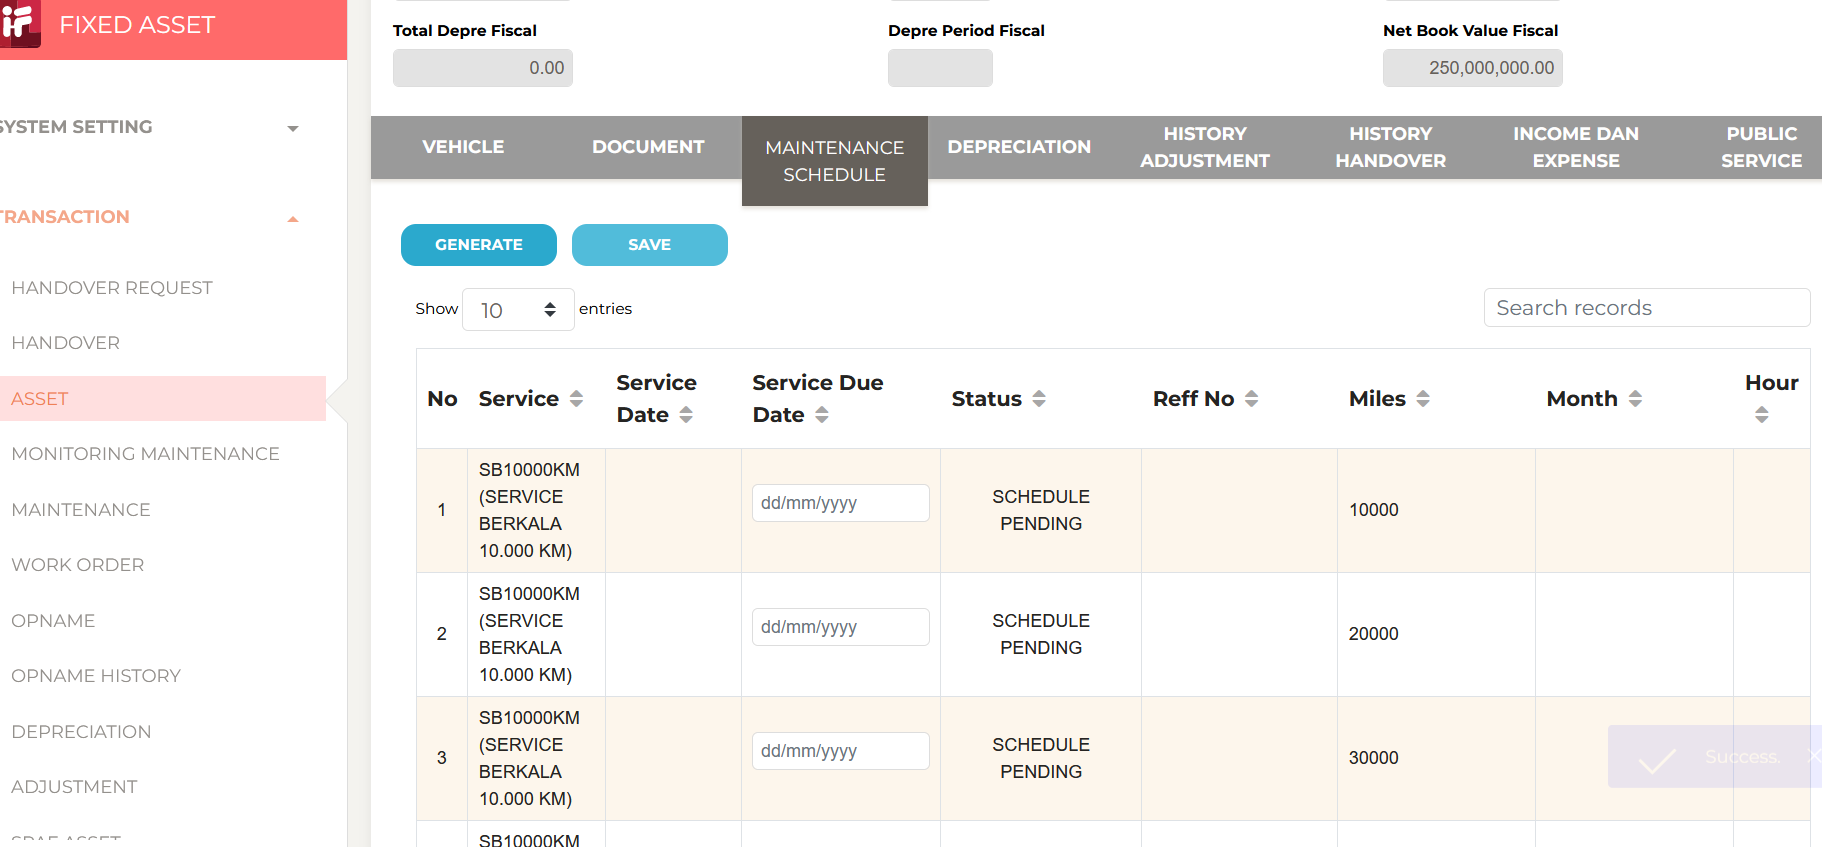 FIXED ASSET
SYSTEM SETTING
TRANSACTION
HANDOVER REQUEST
HANDOVER
ASSET
MONITORING MAINTENANCE
MAINTENANCE
WORK ORDER
OPNAME
OPNAME HISTORY
DEPRECIATION
ADJUSTMENT
Total Depre Fiscal
Depre Period Fiscal
Net Book Value Fiscal
0.00
250,000,000.00
VEHICLE
DOCUMENT
MAINTENANCE
SCHEDULE
DEPRECIATION
HISTORY
ADJUSTMENT
HISTORY
HANDOVER
INCOME DAN
EXPENSE
PUBLIC
SERVICE
GENERATE
SAVE
Show 10 entries
Search records
No
Service
Service
Date
Service Due
Date
Status
Reff No
Miles
Month
Hour
1
SB10000KM
(SERVICE
BERKALA
10.000 KM)
dd/mm/yyyy
SCHEDULE
PENDING
10000
2
SB10000KM
(SERVICE
BERKALA
10.000 KM)
dd/mm/yyyy
SCHEDULE
PENDING
20000
3
SB10000KM
(SERVICE
BERKALA
10.000 KM)
dd/mm/yyyy
SCHEDULE
PENDING
30000
Success.
SB10000KM